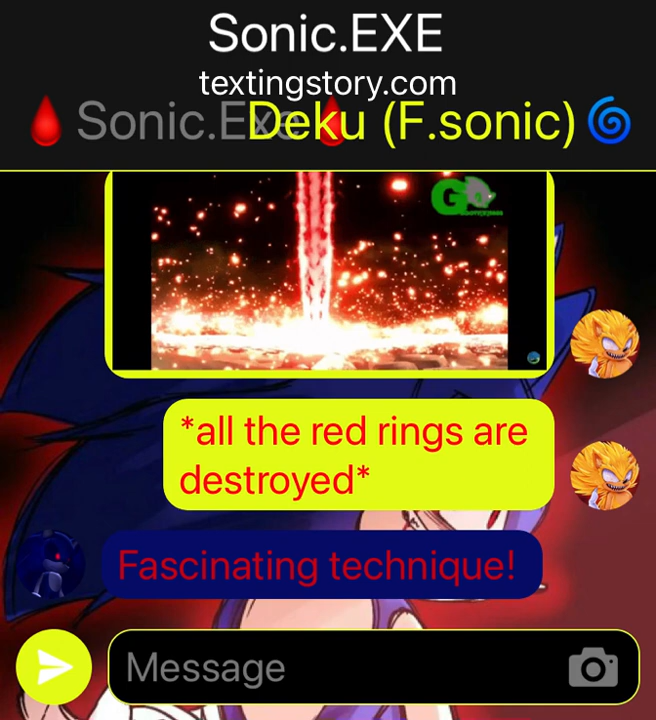 Sonic.EXE
textingstory.com
🩸Sonic.Exe🩸
Deku (F.sonic)🌀
G
*all the red rings are
destroyed*
Fascinating technique!
Message